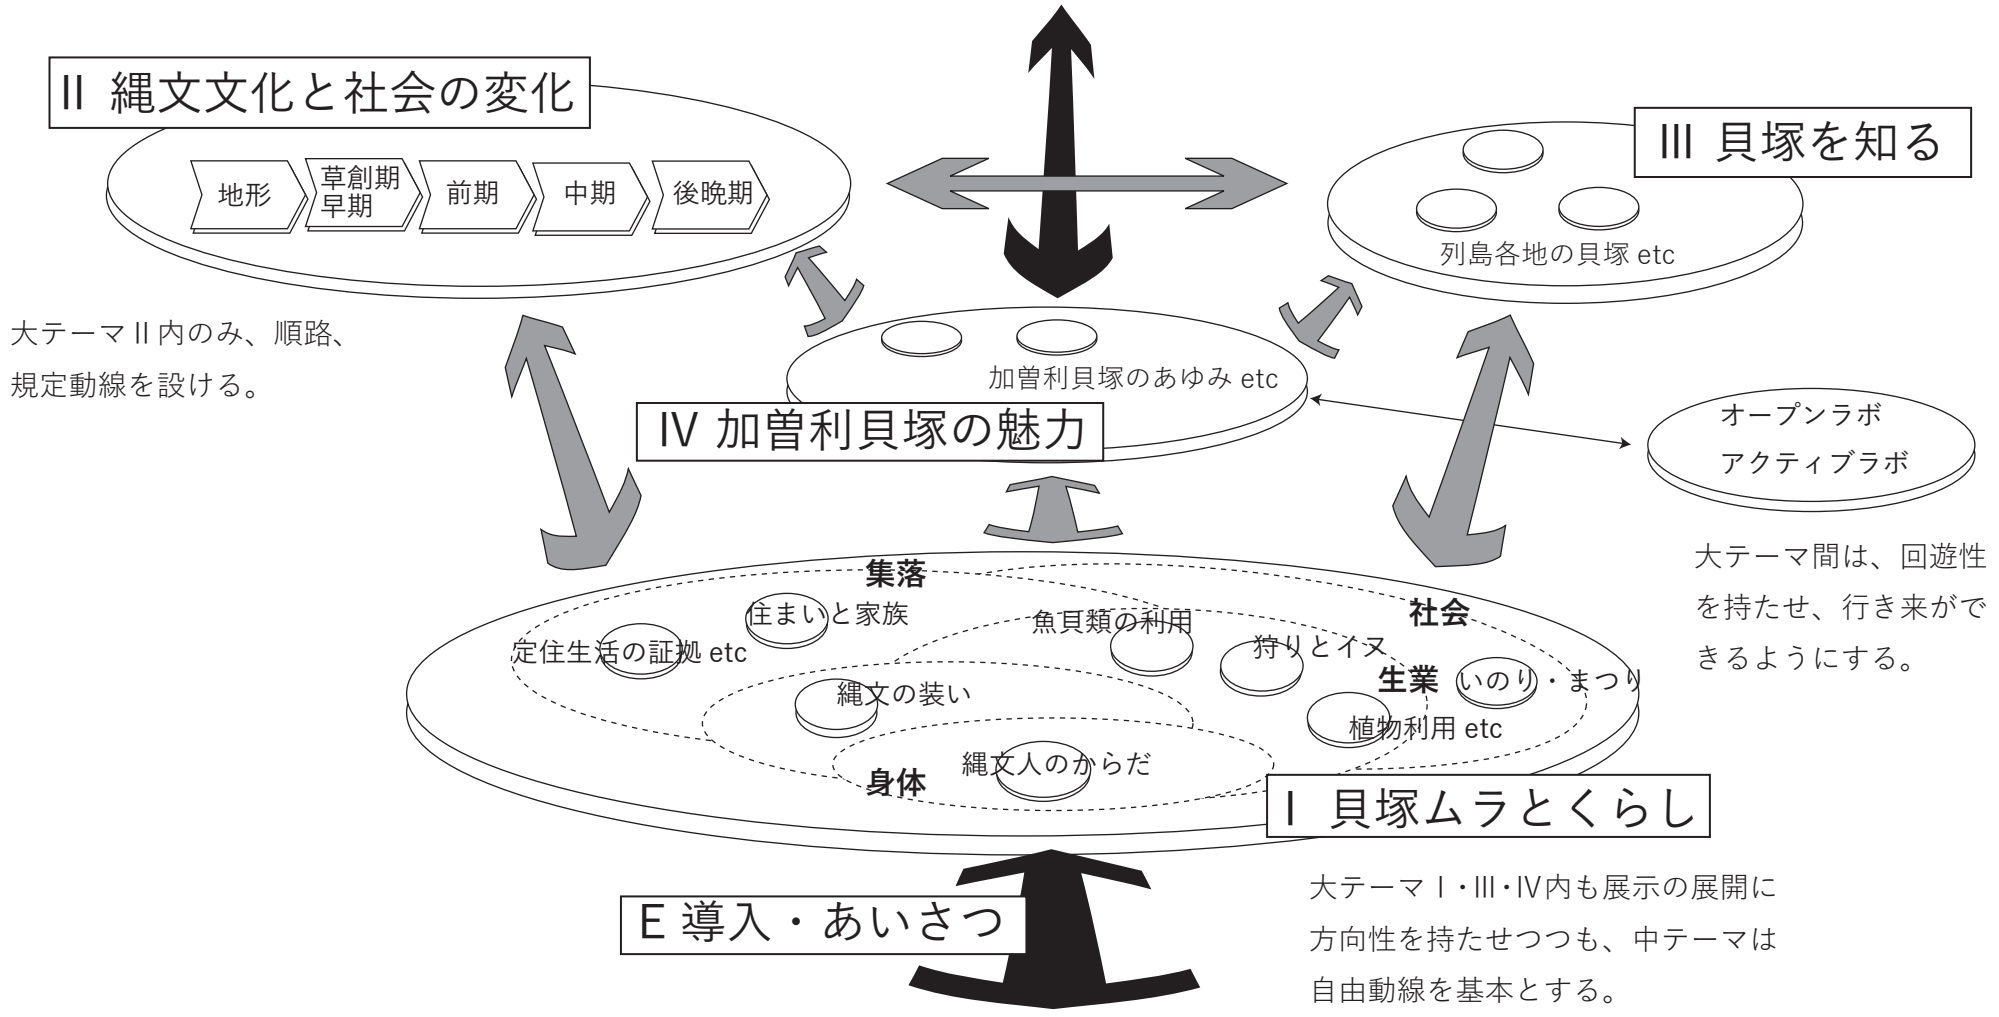 II 縄文文化と社会の変化
地形
草創期
早期
前期
中期
後晩期
III 貝塚を知る
列島各地の貝塚 etc
大テーマ II 内のみ、順路、
規定動線を設ける。
加曽利貝塚のあゆみ etc
IV 加曽利貝塚の魅力
オープンラボ
アクティブラボ
大テーマ間は、回遊性
を持たせ、行き来がで
きるようにする。
集落
住まいと家族
定住生活の証拠 etc
社会
魚貝類の利用
狩りとイヌ
生業
いのり・まつり
縄文の装い
植物利用 etc
縄文人のからだ
身体
I 貝塚ムラとくらし
E 導入・あいさつ
大テーマ I・III・IV内も展示の展開に
方向性を持たせつつも、中テーマは
自由動線を基本とする。